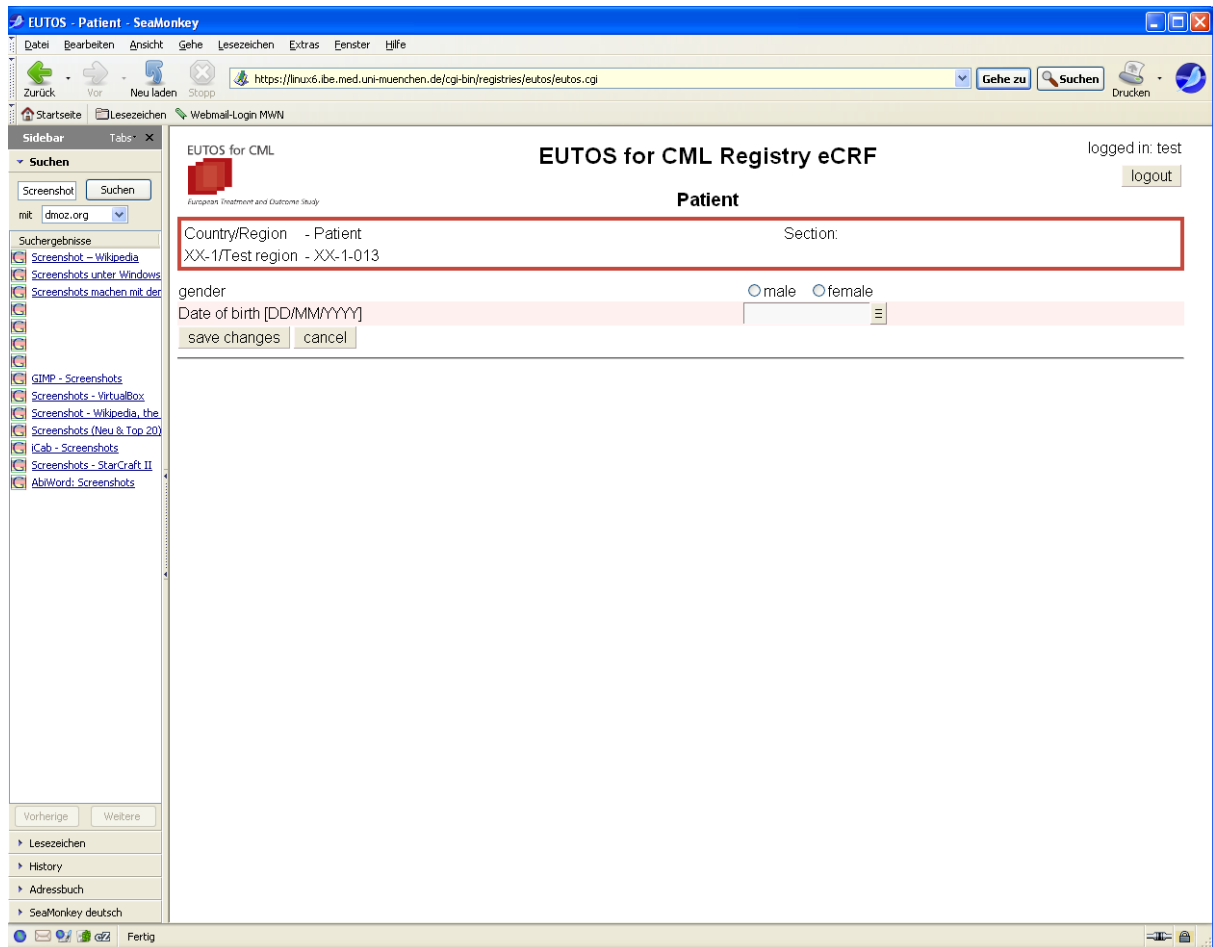 EUTOS - Patient - SeaMonkey
Datei Bearbeiten Ansicht Gehe Lesezeichen Extras Fenster Hilfe
Zurück Vor Neu laden Stopp https://linux6.ibe.med.uni-muenchen.de/cgi-bin/registries/eutos/eutos.cgi Gehe zu Suchen Drucken
Startseite Lesezeichen Webmail-Login MWN
Sidebar Tabs
Suchen
Screenshot Suchen
mit dmoz.org
Suchergebnisse
Screenshot – Wikipedia
Screenshots unter Windows
Screenshots machen mit der
GIMP - Screenshots
Screenshots - VirtualBox
Screenshot - Wikipedia, the
Screenshots (Neu & Top 20)
iCab - Screenshots
Screenshots - StarCraft II
AbiWord: Screenshots
Vorherige Weitere
Lesezeichen
History
Adressbuch
SeaMonkey deutsch
EUTOS for CML
European Treatment and Outcome Study
EUTOS for CML Registry eCRF
Patient
logged in: test
logout
Country/Region - Patient Section:
XX-1/Test region - XX-1-013
gender male female
Date of birth [DD/MM/YYYY]
save changes cancel
Fertig